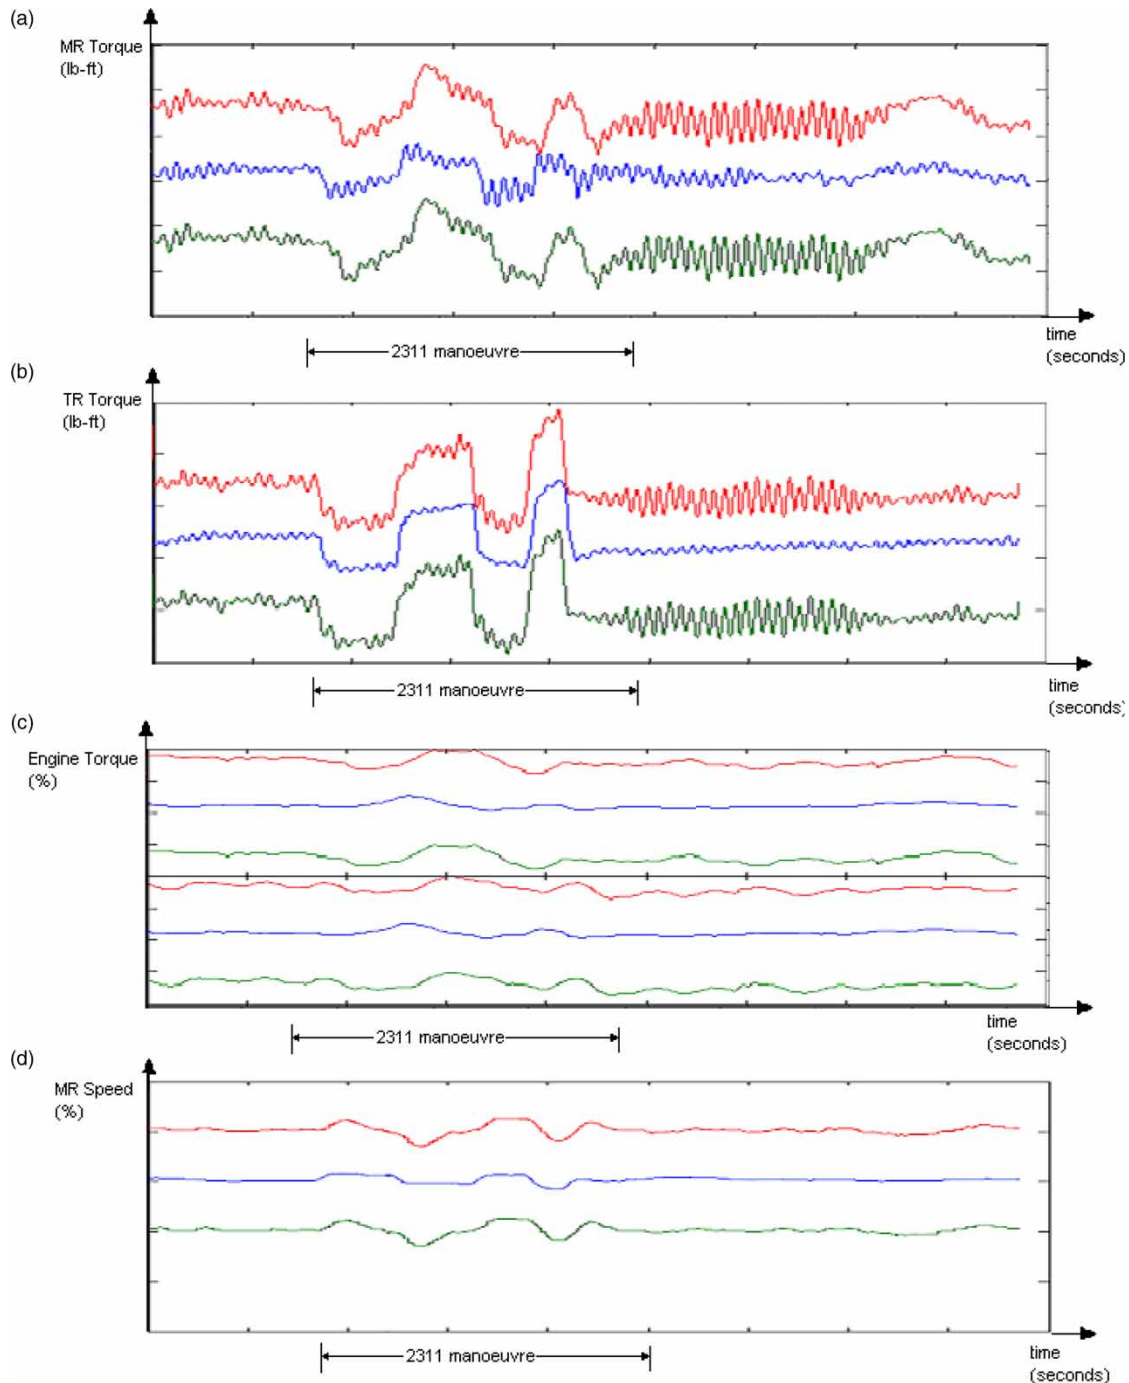 (a)
MR Torque
(lb-ft)
time
(seconds)
2311 manoeuvre
(b)
TR Torque
(lb-ft)
time
(seconds)
2311 manoeuvre
(c)
Engine Torque
(%)
time
(seconds)
2311 manoeuvre
(d)
MR Speed
(%)
time
(seconds)
2311 manoeuvre